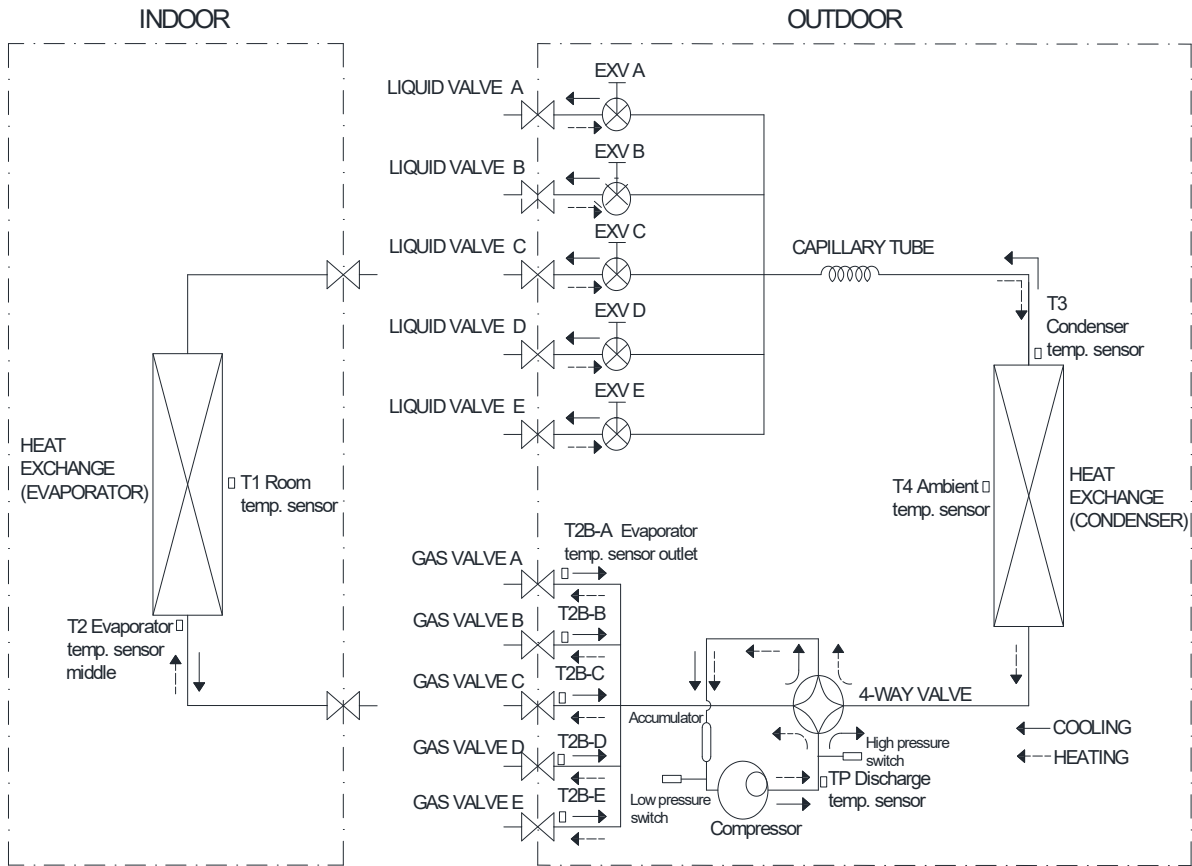 INDOOR
OUTDOOR
LIQUID VALVE A
EXV A
LIQUID VALVE B
EXV B
LIQUID VALVE C
EXV C
CAPILLARY TUBE
LIQUID VALVE D
EXV D
T3
Condenser
temp. sensor
LIQUID VALVE E
EXV E
HEAT
EXCHANGE
(EVAPORATOR)
T1 Room
temp. sensor
T4 Ambient
temp. sensor
HEAT
EXCHANGE
(CONDENSER)
T2B-A Evaporator
temp. sensor outlet
GAS VALVE A
T2 Evaporator
temp. sensor
middle
GAS VALVE B
T2B-B
GAS VALVE C
T2B-C
4-WAY VALVE
Accumulator
GAS VALVE D
T2B-D
High pressure
switch
COOLING
HEATING
GAS VALVE E
T2B-E
Low pressure
switch
TP Discharge
temp. sensor
Compressor